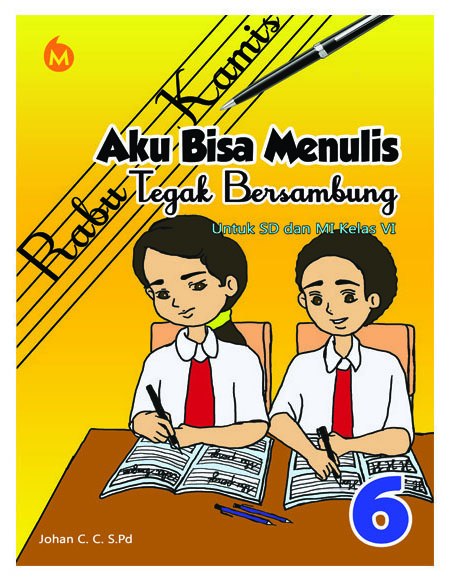 M
Rabu Kamis
Aku Bisa Menulis
Tegak Bersambung
Untuk SD dan MI Kelas VI
6
Johan C. C. S.Pd